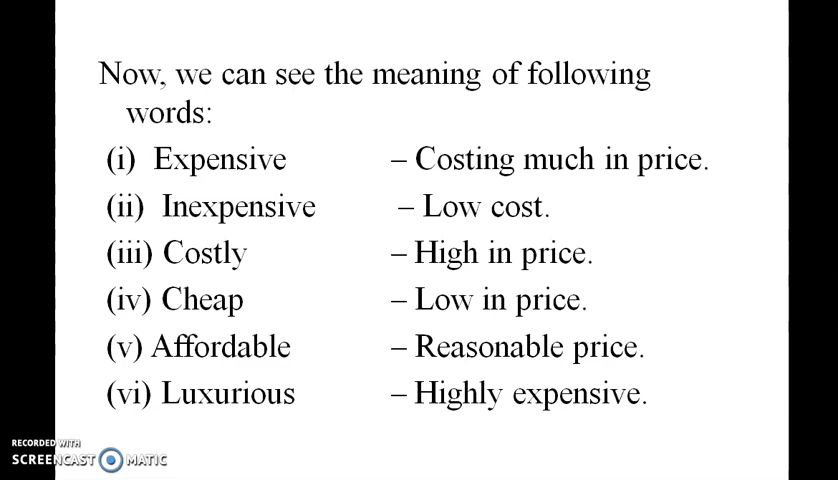 Now, we can see the meaning of following
words:
(i) Expensive – Costing much in price.
(ii) Inexpensive – Low cost.
(iii) Costly – High in price.
(iv) Cheap – Low in price.
(v) Affordable – Reasonable price.
(vi) Luxurious – Highly expensive.
RECORDED WITH
SCREENCAST MATIC